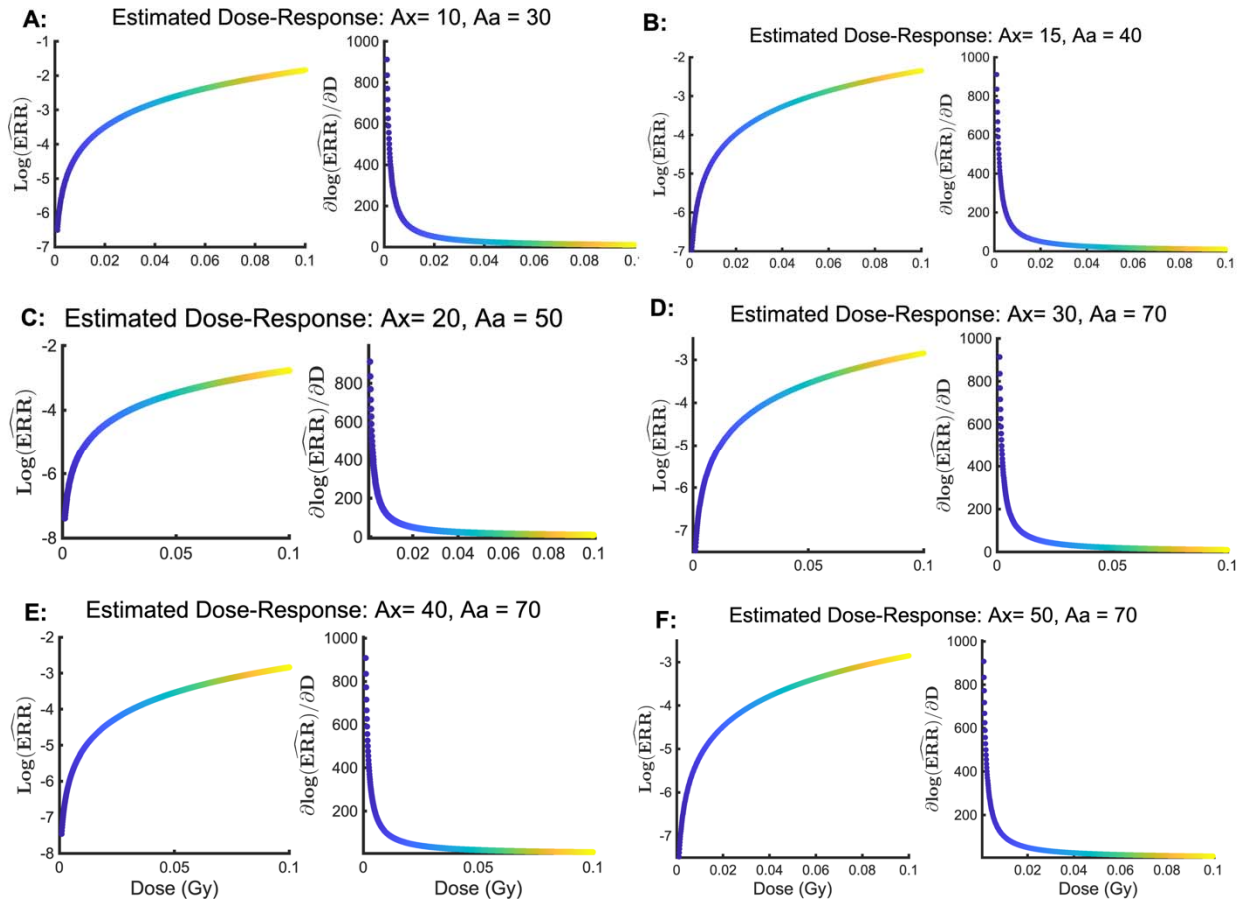 A: Estimated Dose-Response: Ax= 10, Aa = 30
Log(ERR̂)
-1
-2
-3
-4
-5
-6
-7
0 0.02 0.04 0.06 0.08 0.1
∂log(ERR̂)/∂D
1000
800
600
400
200
0
0 0.02 0.04 0.06 0.08 0.1
B: Estimated Dose-Response: Ax= 15, Aa = 40
Log(ERR̂)
-2
-3
-4
-5
-6
-7
0 0.02 0.04 0.06 0.08 0.1
∂log(ERR̂)/∂D
1000
800
600
400
200
0
0 0.02 0.04 0.06 0.08 0.1
C: Estimated Dose-Response: Ax= 20, Aa = 50
Log(ERR̂)
-2
-4
-6
-8
0 0.05 0.1
∂log(ERR̂)/∂D
800
600
400
200
0
0.02 0.04 0.06 0.08 0.1
D: Estimated Dose-Response: Ax= 30, Aa = 70
Log(ERR̂)
-3
-4
-5
-6
-7
0 0.05 0.1
∂log(ERR̂)/∂D
1000
800
600
400
200
0
0 0.05 0.1
E: Estimated Dose-Response: Ax= 40, Aa = 70
Log(ERR̂)
-2
-3
-4
-5
-6
-7
-8
0 0.05 0.1
Dose (Gy)
∂log(ERR̂)/∂D
1000
800
600
400
200
0 0.05 0.1
Dose (Gy)
F: Estimated Dose-Response: Ax= 50, Aa = 70
Log(ERR̂)
-3
-4
-5
-6
-7
0 0.02 0.04 0.06 0.08 0.1
Dose (Gy)
∂log(ERR̂)/∂D
1000
800
600
400
200
0.02 0.04 0.06 0.08 0.1
Dose (Gy)